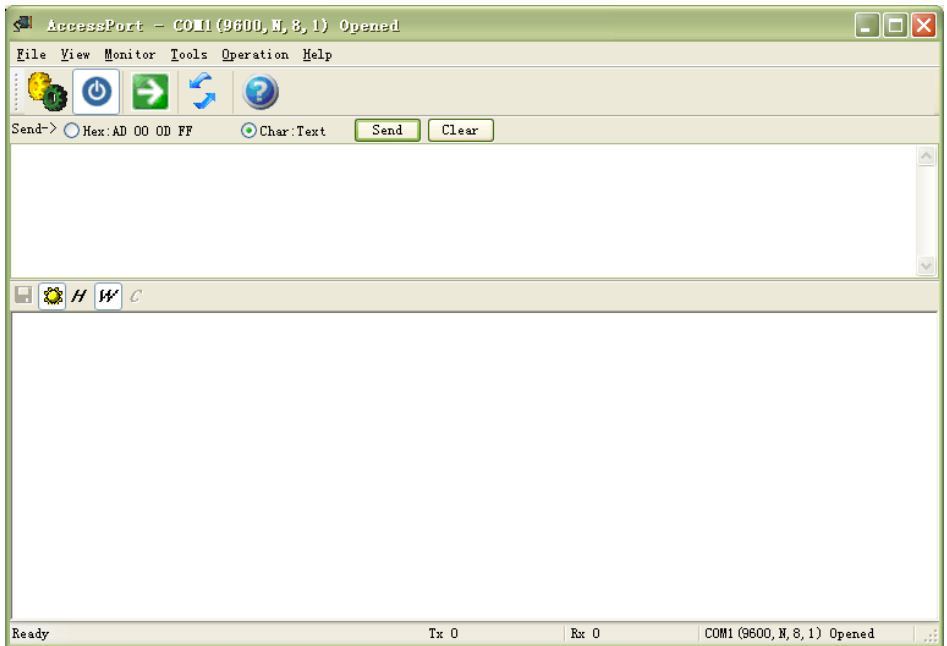 AccessPort - COM1(9600,N,8,1) Opened
File View Monitor Tools Operation Help
Send-> Hex:AD 00 0D FF Char:Text Send Clear
H W C
Ready Tx 0 Rx 0 COM1(9600,N,8,1) Opened